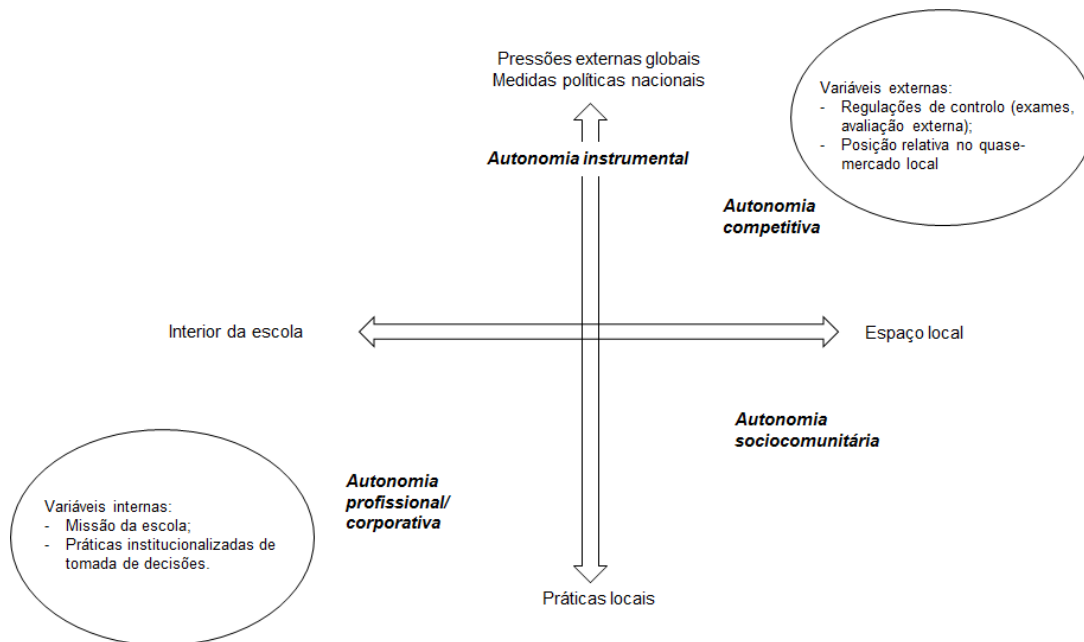 Pressões externas globais
Medidas políticas nacionais
Variáveis externas:
- Regulações de controlo (exames,
avaliação externa);
- Posição relativa no quase-
mercado local
Autonomia instrumental
Autonomia
competitiva
Interior da escola
Espaço local
Autonomia
sociocomunitária
Autonomia
profissional/
corporativa
Variáveis internas:
- Missão da escola;
- Práticas institucionalizadas de
tomada de decisões.
Práticas locais